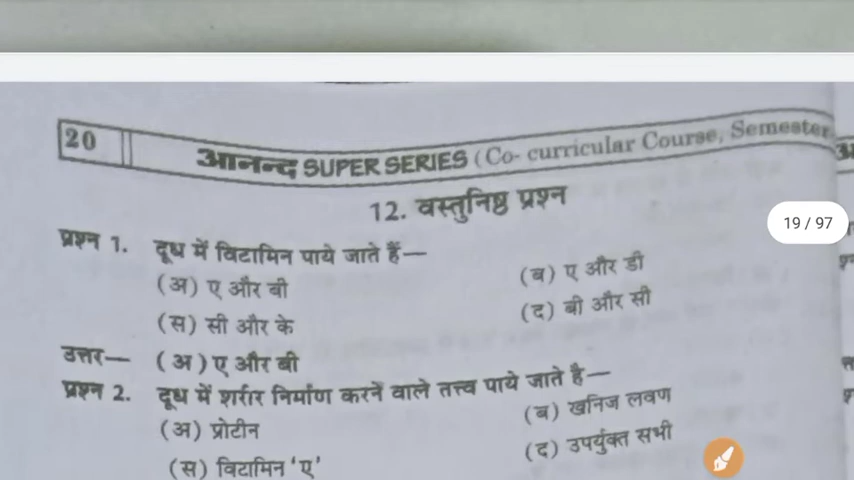 20 आनन्द SUPER SERIES (Co- curricular Course, Semester
12. वस्तुनिष्ठ प्रश्न
19 / 97
प्रश्न 1. दूध में विटामिन पाये जाते हैं—
(अ) ए और बी (ब) ए और डी
(स) सी और के (द) बी और सी
उत्तर— (अ) ए और बी
प्रश्न 2. दूध में शरीर निर्माण करने वाले तत्त्व पाये जाते है—
(अ) प्रोटीन (ब) खनिज लवण
(स) विटामिन 'ए' (द) उपर्युक्त सभी